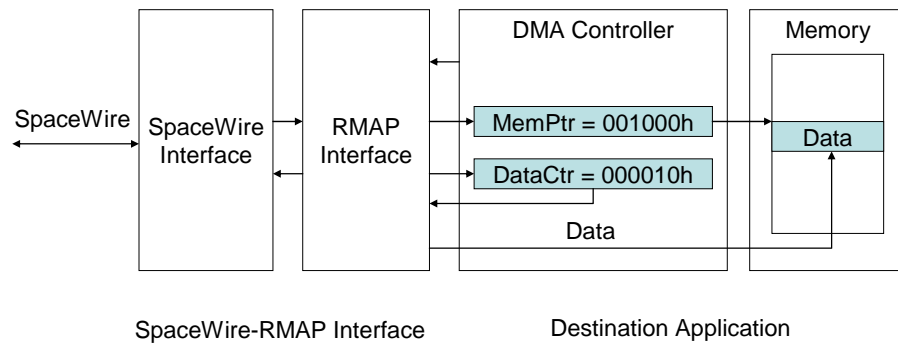 DMA Controller
Memory
SpaceWire
SpaceWire
Interface
RMAP
Interface
MemPtr = 001000h
Data
DataCtr = 000010h
Data
SpaceWire-RMAP Interface
Destination Application